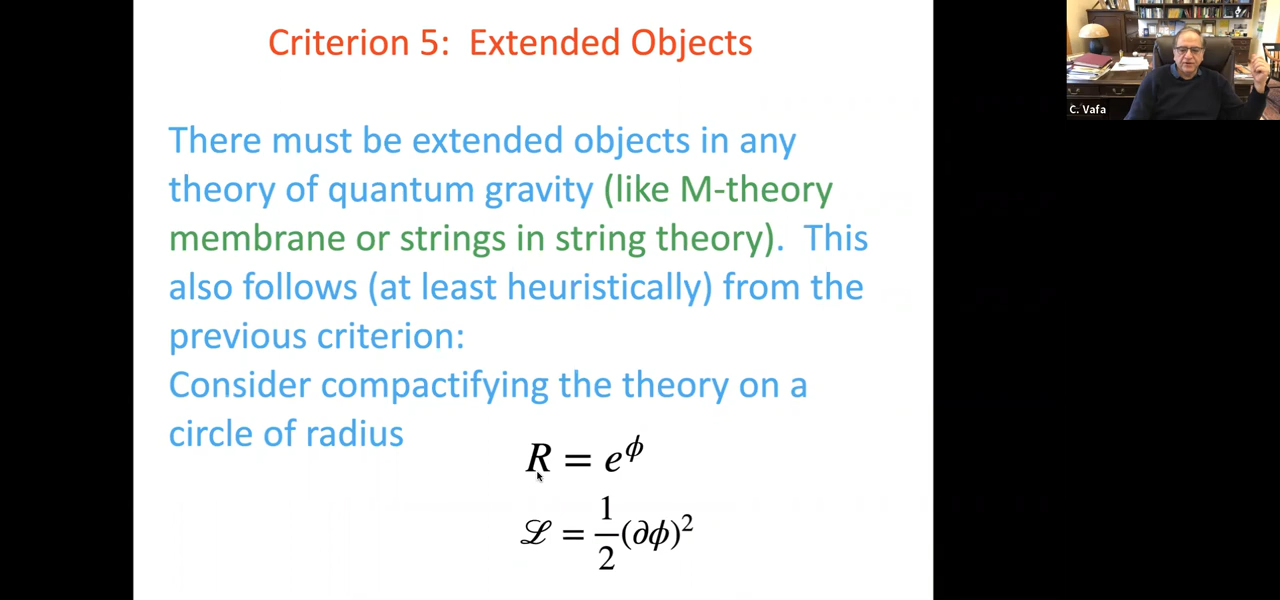 Criterion 5: Extended Objects
C. Vafa
There must be extended objects in any
theory of quantum gravity (like M-theory
membrane or strings in string theory). This
also follows (at least heuristically) from the
previous criterion:
Consider compactifying the theory on a
circle of radius
R = e^ϕ
ℒ = 1/2 (∂ϕ)²